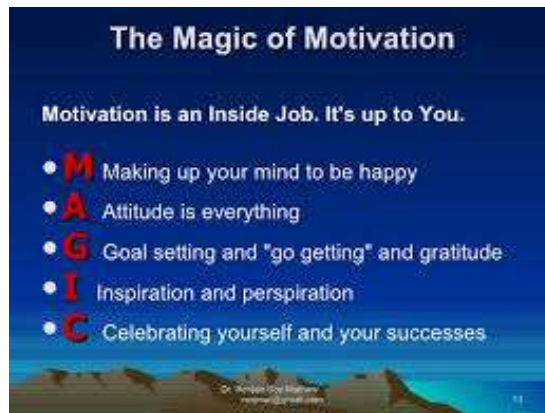 The Magic of Motivation
Motivation is an Inside Job. It's up to You.
• M Making up your mind to be happy
• A Attitude is everything
• G Goal setting and "go getting" and gratitude
• I Inspiration and perspiration
• C Celebrating yourself and your successes